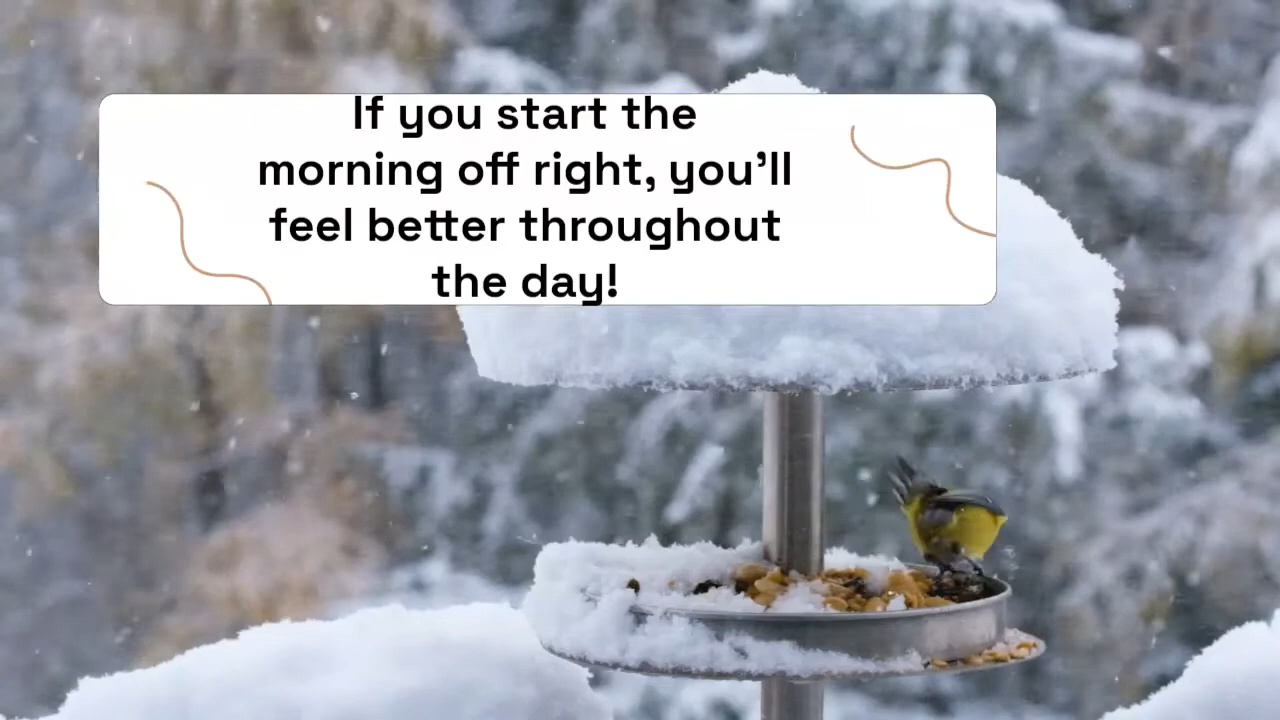 If you start the
morning off right, you’ll
feel better throughout
the day!